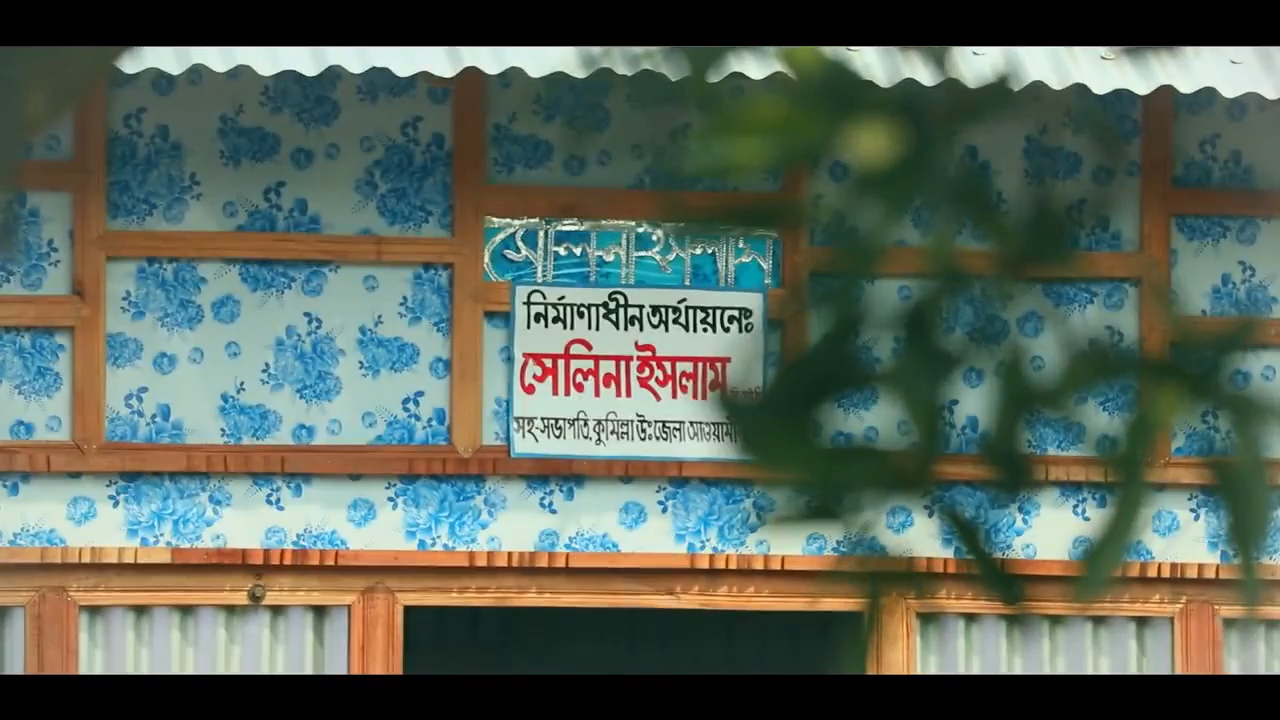 সেলিনা ইসলাম
নির্মাণাধীন অর্থায়নেঃ
সেলিনা ইসলাম
সহ-সভাপতি, কুমিল্লা উঃ জেলা আওয়ামী